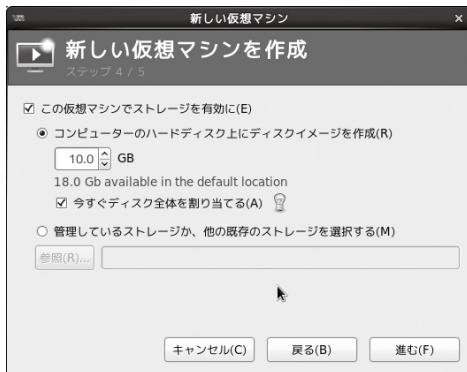 新しい仮想マシン
新しい仮想マシンを作成
ステップ 4 / 5
この仮想マシンでストレージを有効に(E)
コンピューターのハードディスク上にディスクイメージを作成(R)
10.0 GB
18.0 Gb available in the default location
今すぐディスク全体を割り当てる(A)
管理しているストレージか、他の既存のストレージを選択する(M)
参照(R)...
キャンセル(C) 戻る(B) 進む(F)